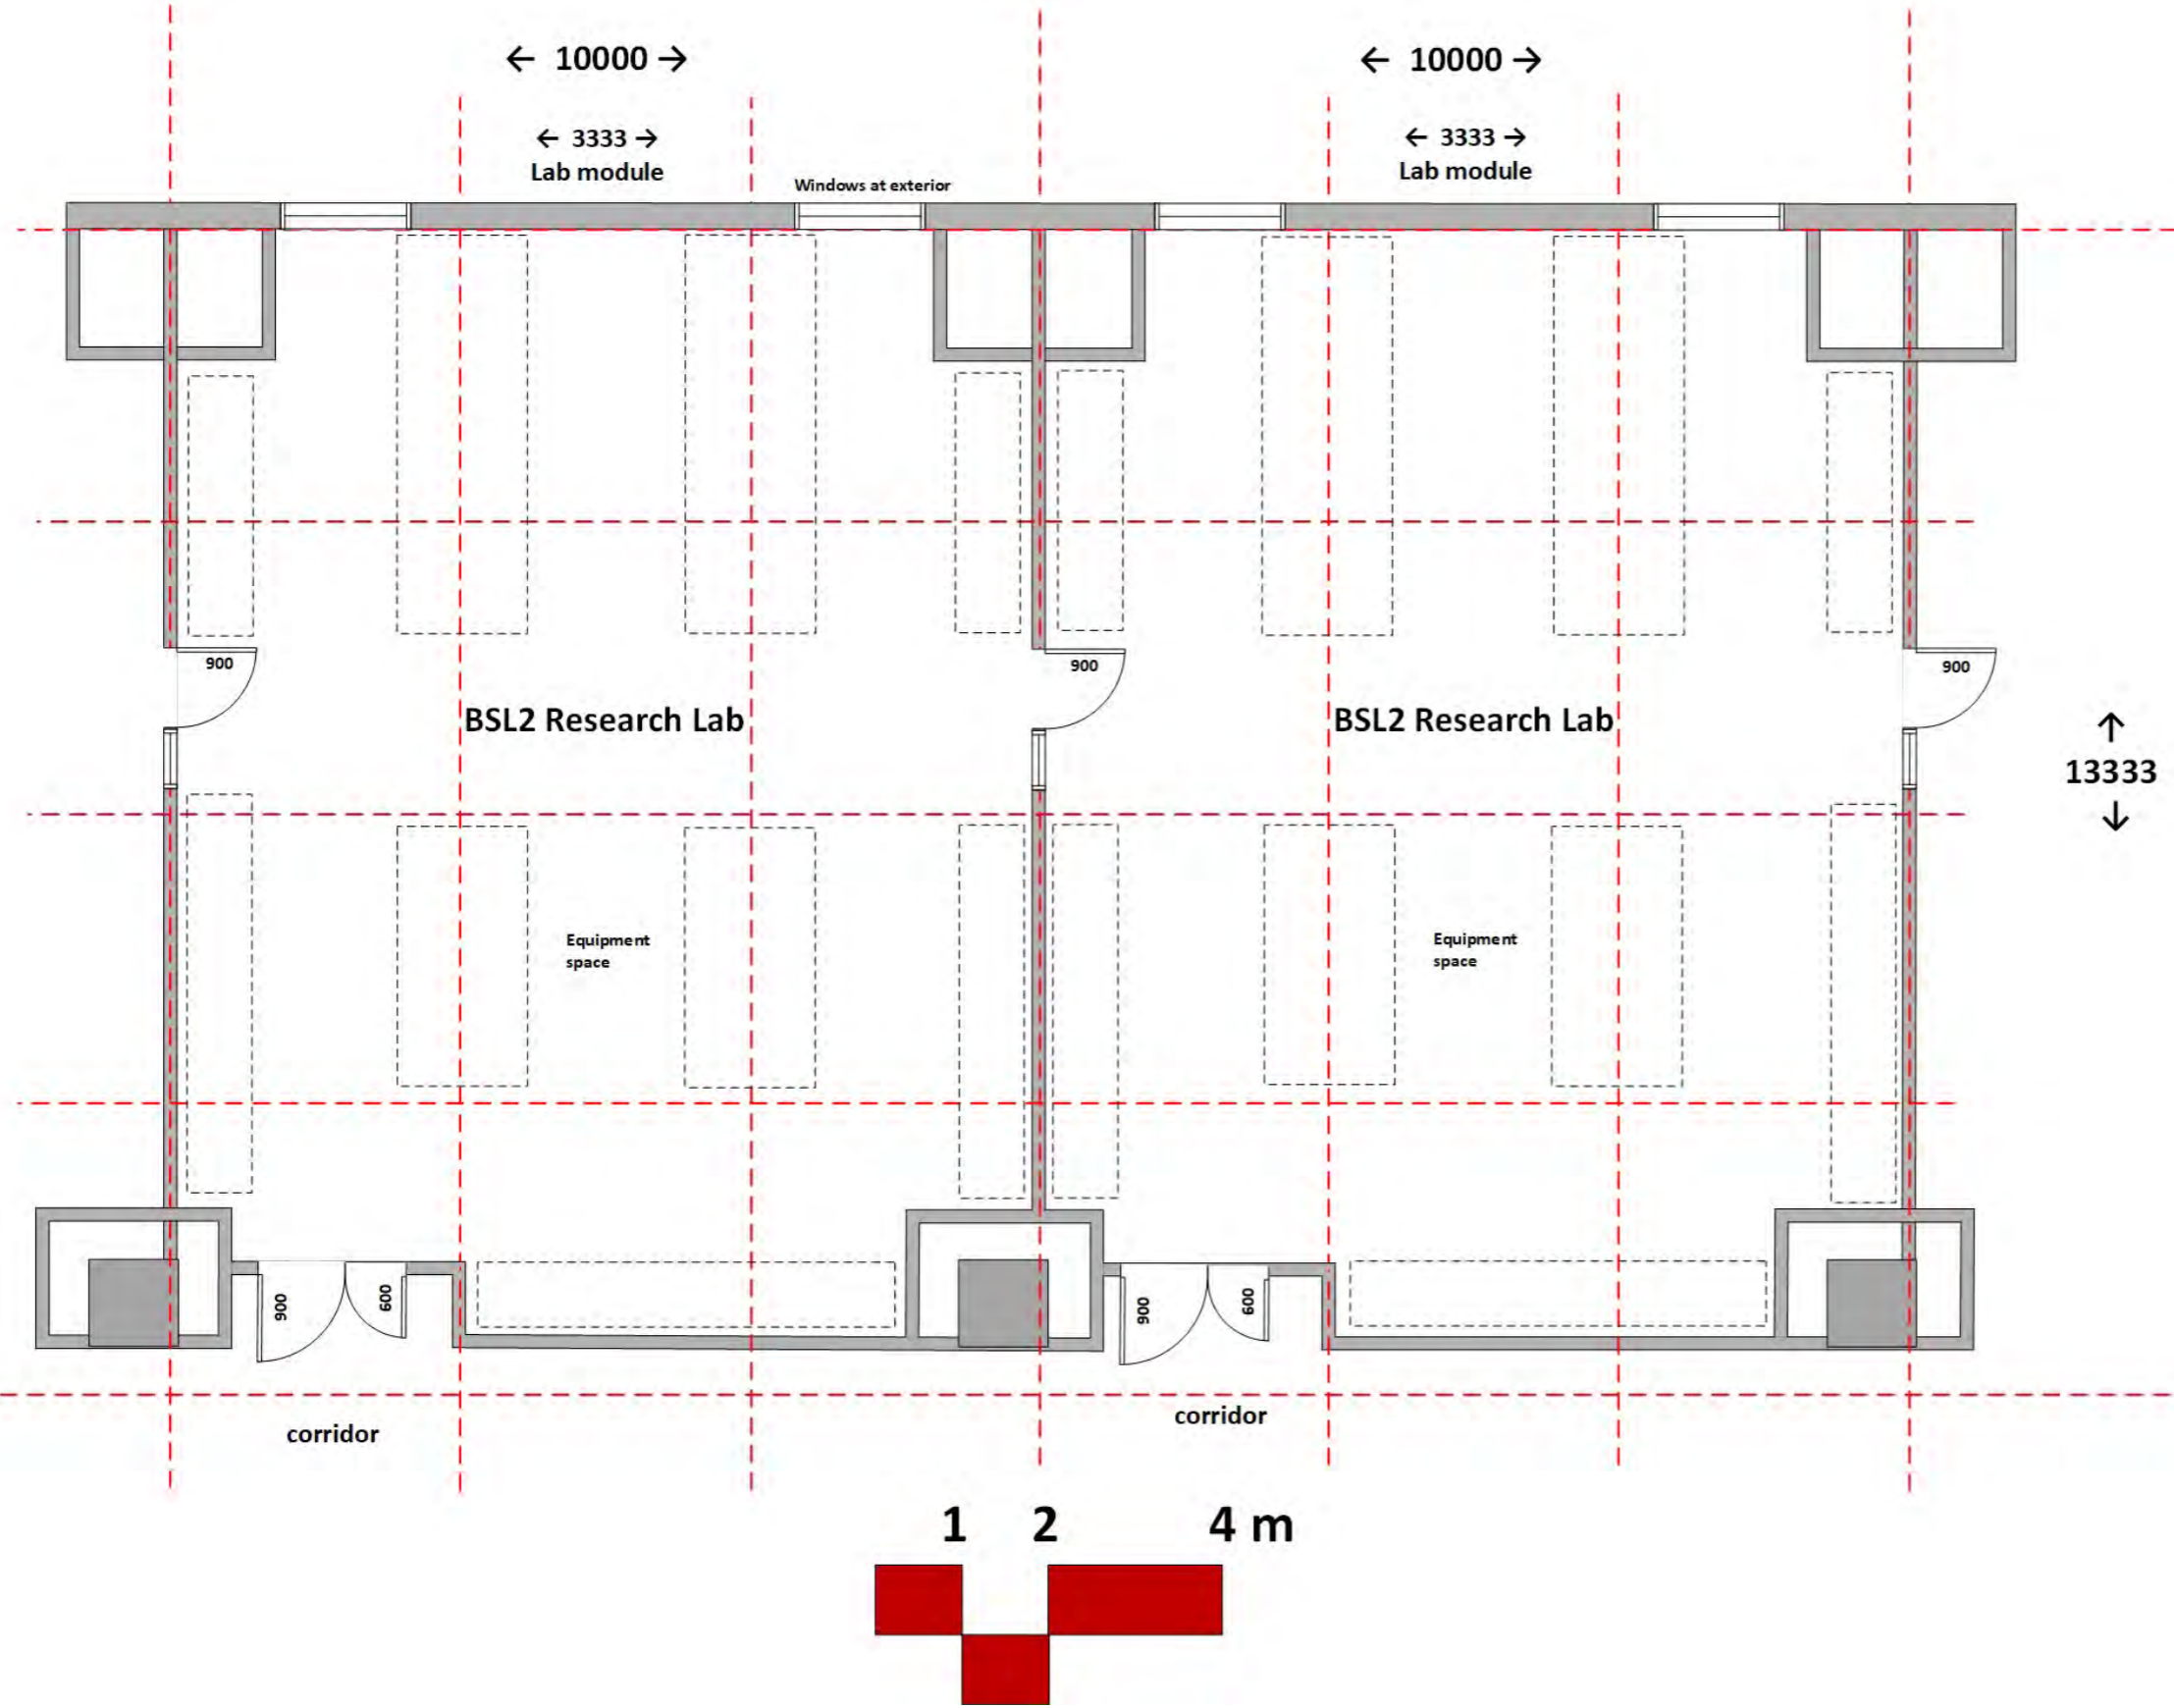 ← 10000 →
← 10000 →
← 3333 →
Lab module
← 3333 →
Lab module
Windows at exterior
900
900
900
BSL2 Research Lab
BSL2 Research Lab
↑
13333
↓
Equipment
space
Equipment
space
900
600
900
600
corridor
corridor
1 2 4 m